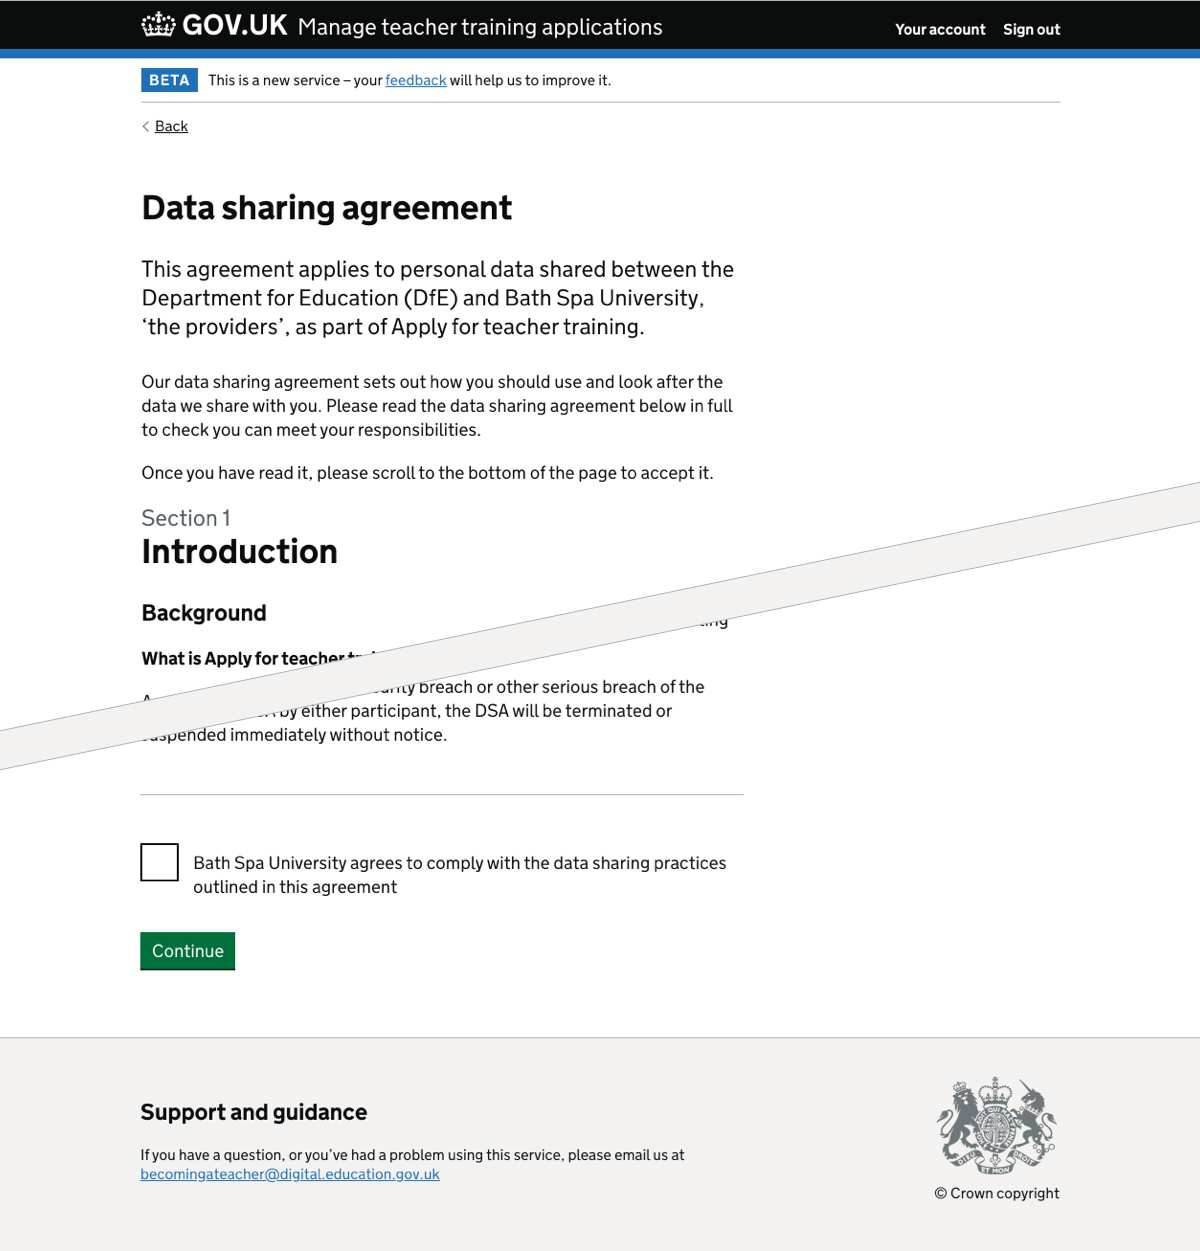 GOV.UK Manage teacher training applications
Your account Sign out
BETA This is a new service – your feedback will help us to improve it.
Back
Data sharing agreement
This agreement applies to personal data shared between the
Department for Education (DfE) and Bath Spa University,
‘the providers’, as part of Apply for teacher training.
Our data sharing agreement sets out how you should use and look after the
data we share with you. Please read the data sharing agreement below in full
to check you can meet your responsibilities.
Once you have read it, please scroll to the bottom of the page to accept it.
Section 1
Introduction
Background
What is Apply for teacher
breach or other serious breach of the
by either participant, the DSA will be terminated or
suspended immediately without notice.
Bath Spa University agrees to comply with the data sharing practices
outlined in this agreement
Continue
Support and guidance
If you have a question, or you’ve had a problem using this service, please email us at
becomingateacher@digital.education.gov.uk
DIEU ET MON DROIT
© Crown copyright